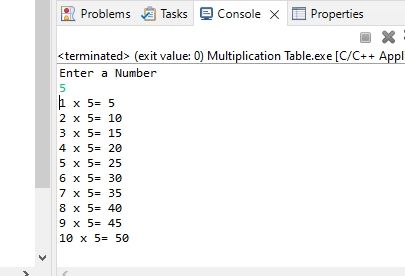 Problems Tasks Console Properties
<terminated> (exit value: 0) Multiplication Table.exe [C/C++ Appl
Enter a Number
5
1 x 5= 5
2 x 5= 10
3 x 5= 15
4 x 5= 20
5 x 5= 25
6 x 5= 30
7 x 5= 35
8 x 5= 40
9 x 5= 45
10 x 5= 50